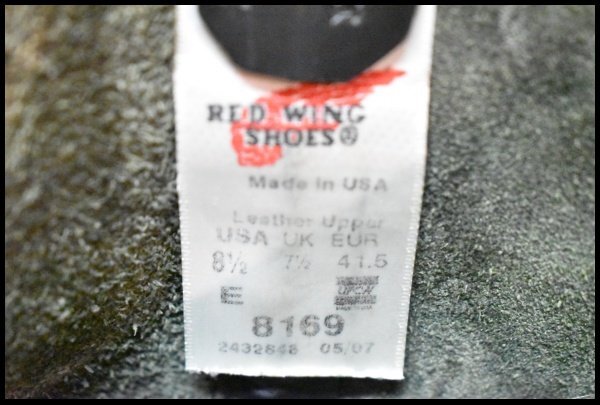 RED WING
SHOES®
Made in USA
Leather Upper
USA UK EUR
8½ 7½ 41.5
E
8169
2432848 05/07